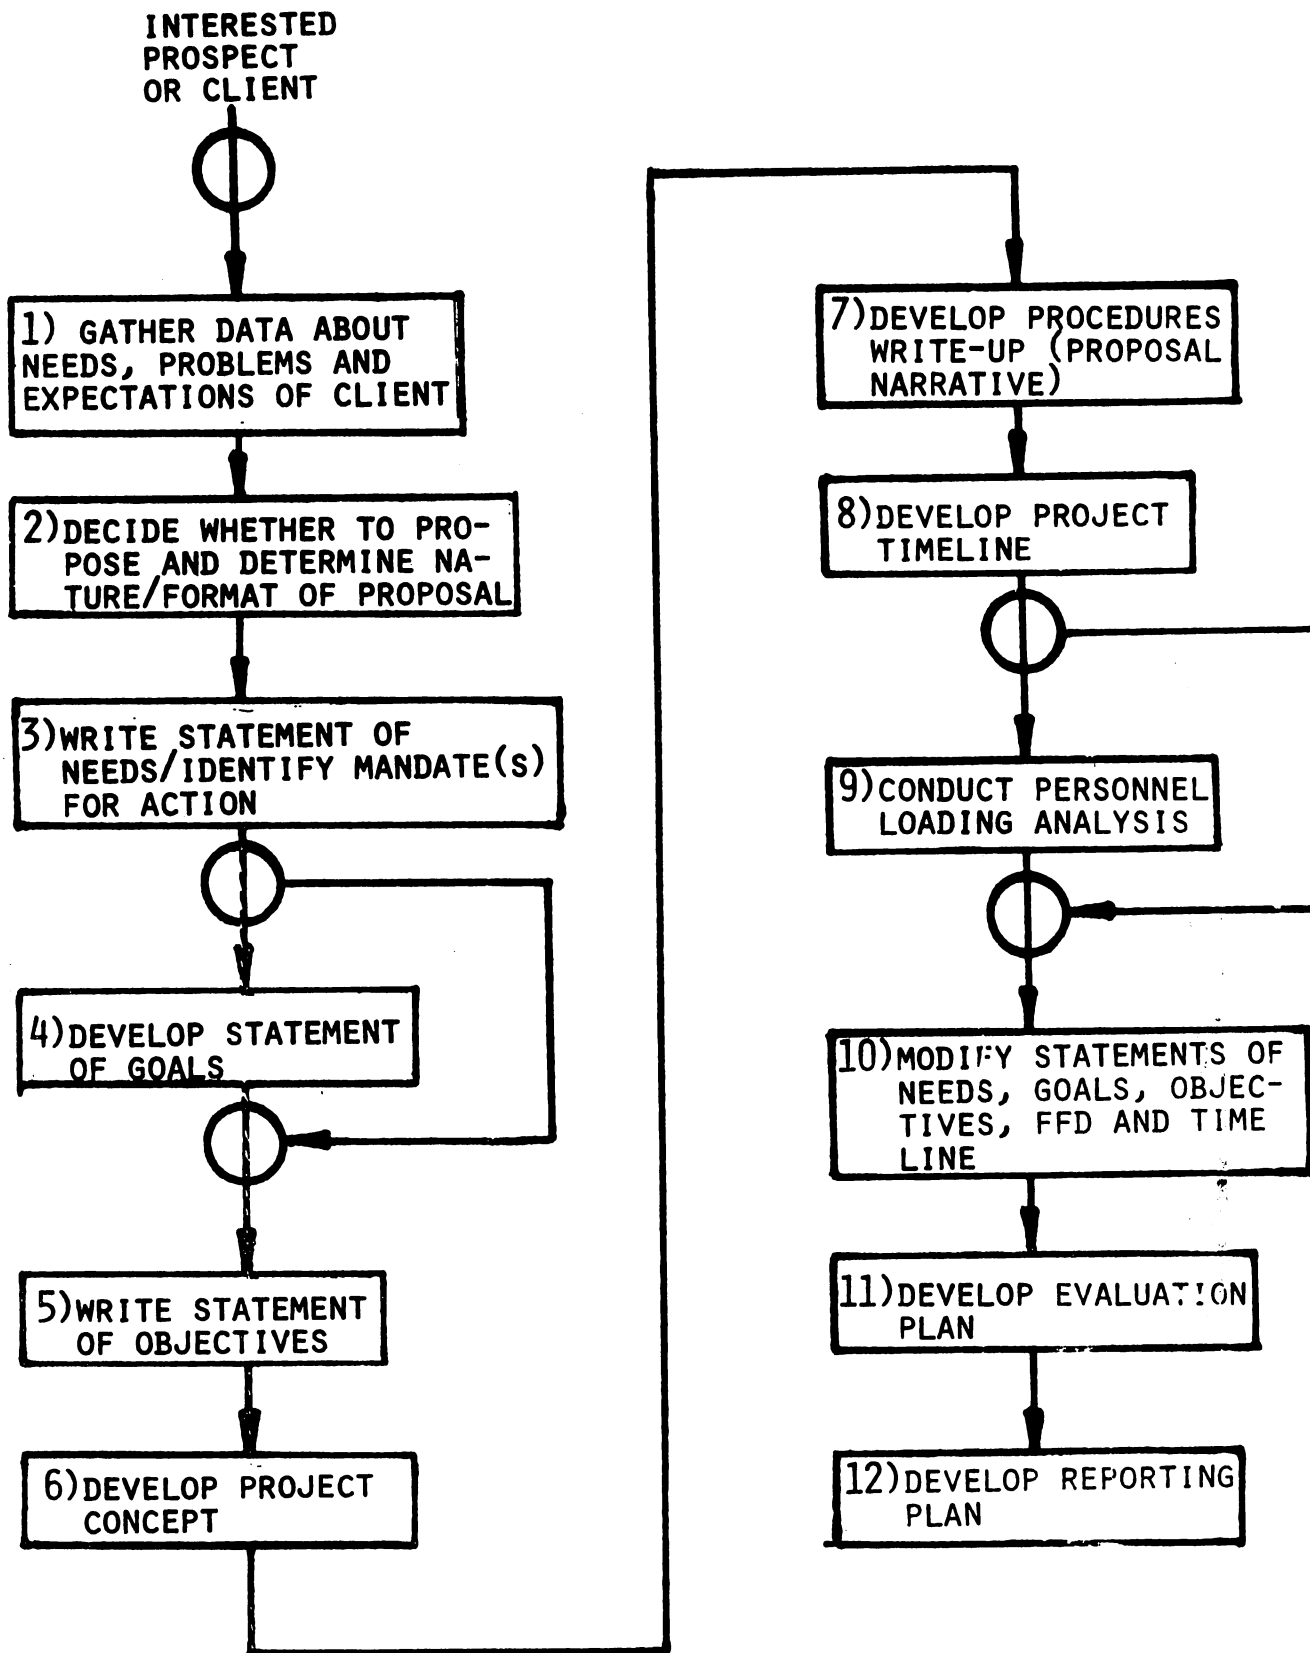 INTERESTED
PROSPECT
OR CLIENT
1) GATHER DATA ABOUT
NEEDS, PROBLEMS AND
EXPECTATIONS OF CLIENT
2) DECIDE WHETHER TO PRO-
POSE AND DETERMINE NA-
TURE/FORMAT OF PROPOSAL
3) WRITE STATEMENT OF
NEEDS/IDENTIFY MANDATE(S)
FOR ACTION
4) DEVELOP STATEMENT
OF GOALS
5) WRITE STATEMENT
OF OBJECTIVES
6) DEVELOP PROJECT
CONCEPT
7) DEVELOP PROCEDURES
WRITE-UP (PROPOSAL
NARRATIVE)
8) DEVELOP PROJECT
TIMELINE
9) CONDUCT PERSONNEL
LOADING ANALYSIS
10) MODIFY STATEMENTS OF
NEEDS, GOALS, OBJEC-
TIVES, FFD AND TIME
LINE
11) DEVELOP EVALUATION
PLAN
12) DEVELOP REPORTING
PLAN